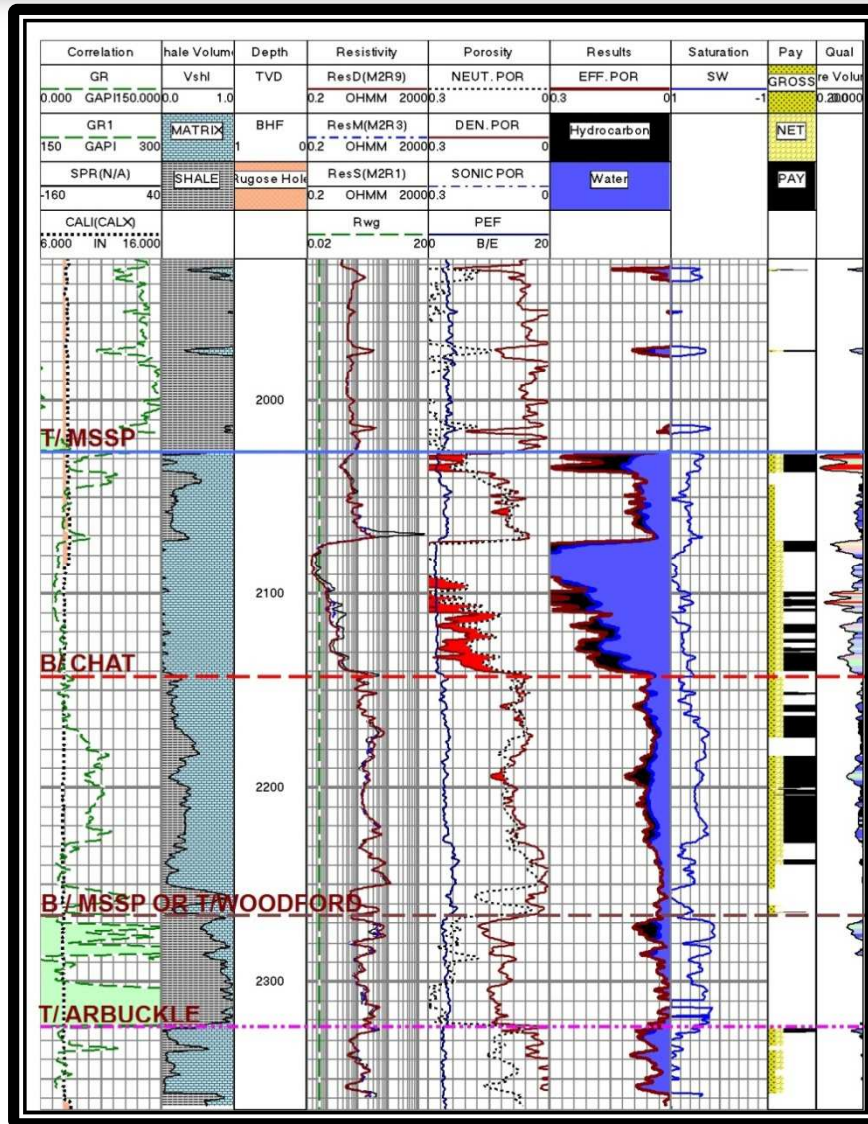 Correlation hale Volum Depth Resistivity Porosity Results Saturation Pay Qual
GR Vshl TVD ResD(M2R9) NEUT.POR EFF.POR SW GROSS re Volu
0.000 GAPI 150.000 0.0 1.0 0.2 OHMM 2000 0.3 0 0.3 0 1 -1
GR1 MATRIX BHF ResM(M2R3) DEN.POR Hydrocarbon NET
150 GAPI 300 1 0 0.2 OHMM 2000 0.3 0
SPR(N/A) SHALE Rugose Hole ResS(M2R1) SONIC POR Water PAY
-160 40 0.2 OHMM 2000 0.3 0
CALI(CALX) Rwg PEF
6.000 IN 16.000 0.02 200 B/E 20
2000
T/ MSSP
2100
B/ CHAT
2200
B / MSSP OR T/WOODFORD
2300
T/ ARBUCKLE